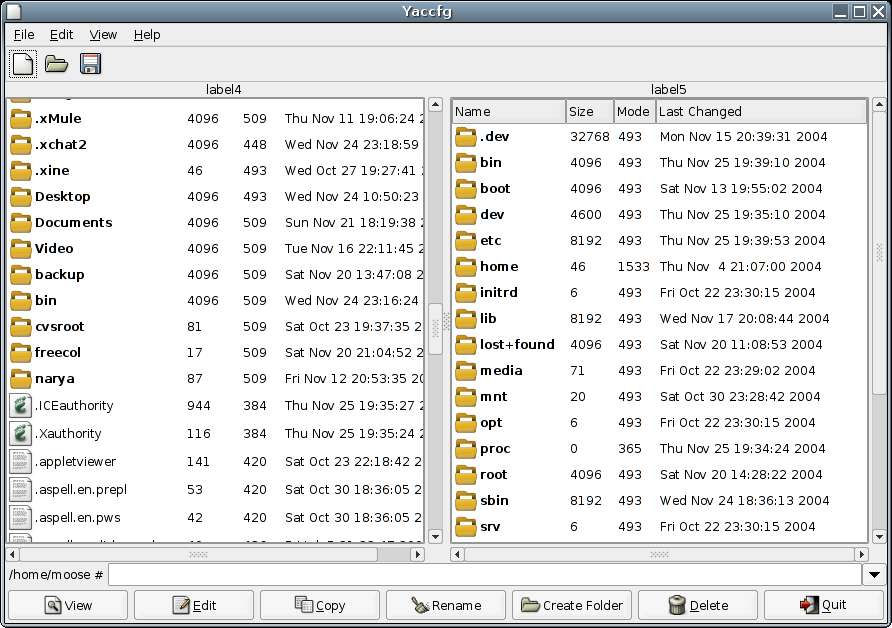 Yaccfg
File Edit View Help
label4
.xMule 4096 509 Thu Nov 11 19:06:24 2
.xchat2 4096 448 Wed Nov 24 23:18:59
.xine 46 493 Wed Oct 27 19:27:41
Desktop 4096 493 Wed Nov 24 10:50:23
Documents 4096 509 Sun Nov 21 18:19:38 2
Video 4096 509 Tue Nov 16 22:11:45 2
backup 4096 509 Sat Nov 20 13:47:08 2
bin 4096 509 Wed Nov 24 23:16:24
cvsroot 81 509 Sat Oct 23 19:37:35 2
freecol 17 509 Sat Nov 20 21:04:52 2
narya 87 509 Fri Nov 12 20:53:35 20
.ICEauthority 944 384 Thu Nov 25 19:35:27 2
.Xauthority 116 384 Thu Nov 25 19:35:24 2
.appletviewer 141 420 Sat Oct 23 22:18:42 2
.aspell.en.prepl 53 420 Sat Oct 30 18:36:05 2
.aspell.en.pws 42 420 Sat Oct 30 18:36:05 2
label5
Name Size Mode Last Changed
.dev 32768 493 Mon Nov 15 20:39:31 2004
bin 4096 493 Thu Nov 25 19:39:10 2004
boot 4096 493 Sat Nov 13 19:55:02 2004
dev 4600 493 Thu Nov 25 19:35:10 2004
etc 8192 493 Thu Nov 25 19:39:53 2004
home 46 1533 Thu Nov 4 21:07:00 2004
initrd 6 493 Fri Oct 22 23:30:15 2004
lib 8192 493 Wed Nov 17 20:08:44 2004
lost+found 4096 493 Sat Nov 20 11:08:53 2004
media 71 493 Fri Oct 22 23:29:02 2004
mnt 20 493 Sat Oct 30 23:28:42 2004
opt 6 493 Fri Oct 22 23:30:15 2004
proc 0 365 Thu Nov 25 19:34:24 2004
root 4096 493 Sat Nov 20 14:28:22 2004
sbin 8192 493 Wed Nov 24 18:36:13 2004
srv 6 493 Fri Oct 22 23:30:15 2004
/home/moose #
View Edit Copy Rename Create Folder Delete Quit